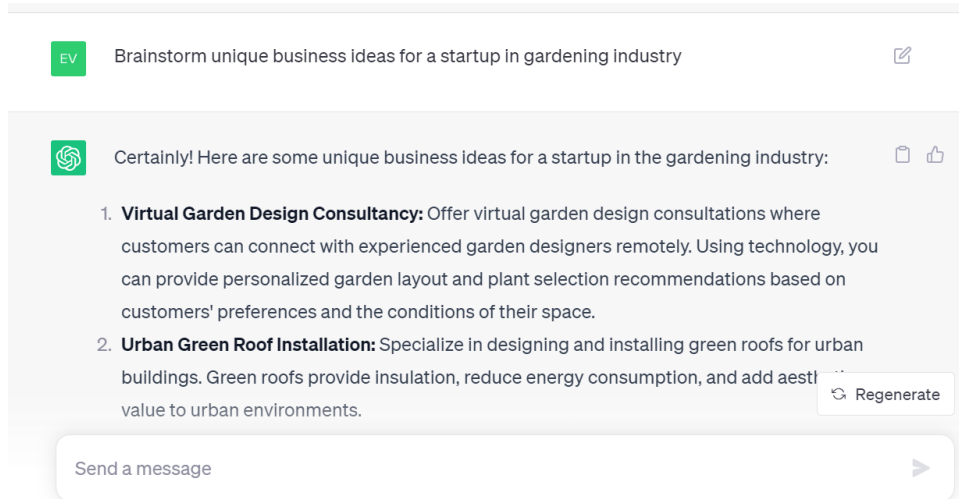 EV
Brainstorm unique business ideas for a startup in gardening industry
Certainly! Here are some unique business ideas for a startup in the gardening industry:
1. Virtual Garden Design Consultancy: Offer virtual garden design consultations where
customers can connect with experienced garden designers remotely. Using technology, you
can provide personalized garden layout and plant selection recommendations based on
customers' preferences and the conditions of their space.
2. Urban Green Roof Installation: Specialize in designing and installing green roofs for urban
buildings. Green roofs provide insulation, reduce energy consumption, and add
value to urban environments.
Regenerate
Send a message